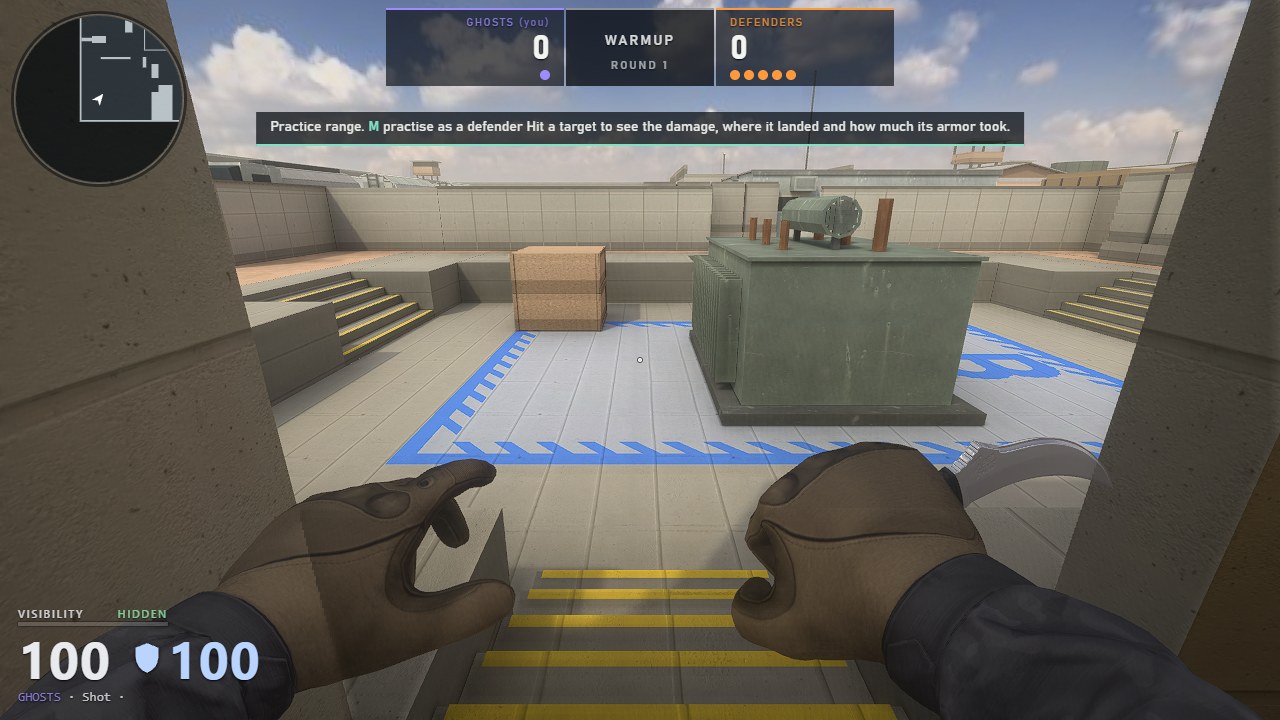 GHOSTS (you)
0
WARMUP
ROUND 1
DEFENDERS
0
Practice range. M practise as a defender Hit a target to see the damage, where it landed and how much its armor took.
B
VISIBILITY HIDDEN
100 100
GHOSTS · Shot ·